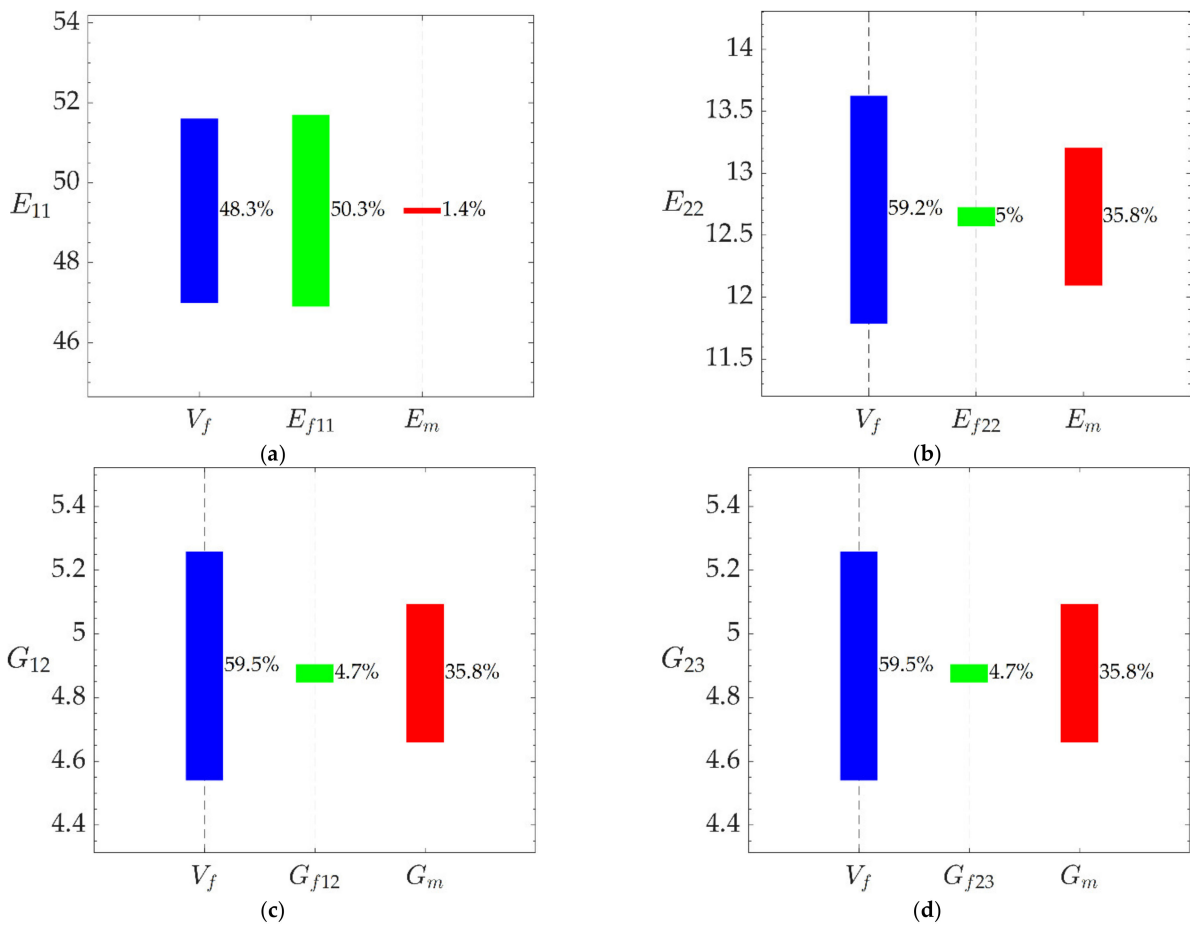 54
52
50
48
46
E11
48.3%
50.3%
1.4%
Vf
Ef11
Em
(a)
14
13.5
13
12.5
12
11.5
E22
59.2%
5%
35.8%
Vf
Ef22
Em
(b)
5.4
5.2
5
4.8
4.6
4.4
G12
59.5%
4.7%
35.8%
Vf
Gf12
Gm
(c)
5.4
5.2
5
4.8
4.6
4.4
G23
59.5%
4.7%
35.8%
Vf
Gf23
Gm
(d)